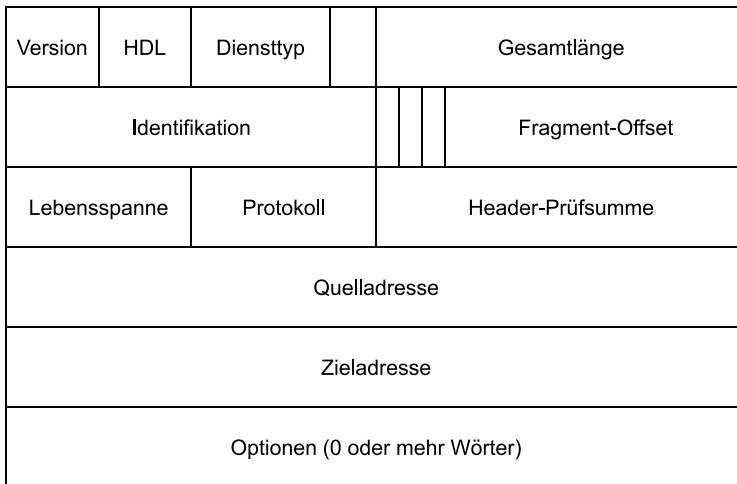 Version HDL Diensttyp Gesamtlänge
Identifikation Fragment-Offset
Lebensspanne Protokoll Header-Prüfsumme
Quelladresse
Zieladresse
Optionen (0 oder mehr Wörter)